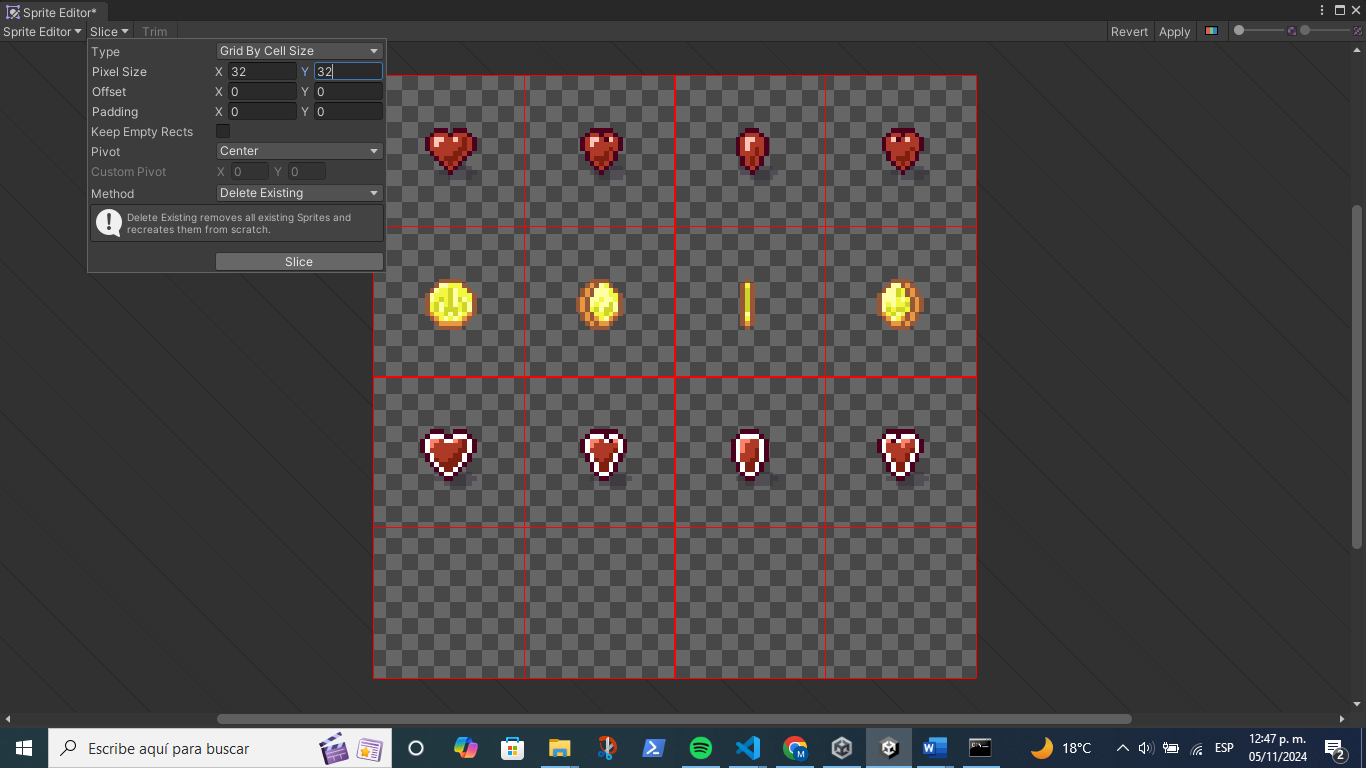 Sprite Editor*
Sprite Editor Slice Trim Revert Apply
Type Grid By Cell Size
Pixel Size X 32 Y 32
Offset X 0 Y 0
Padding X 0 Y 0
Keep Empty Rects
Pivot Center
Custom Pivot X 0 Y 0
Method Delete Existing
Delete Existing removes all existing Sprites and
recreates them from scratch.
Slice
Escribe aquí para buscar
18°C
ESP
12:47 p. m.
05/11/2024
2